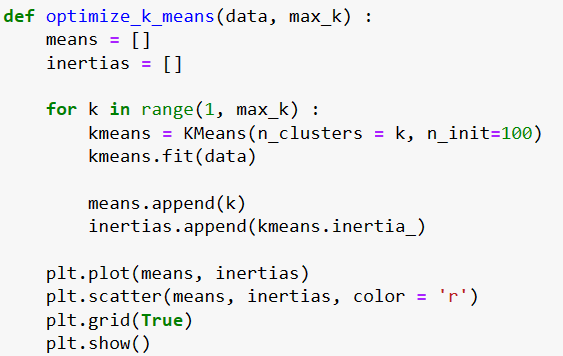 def optimize_k_means(data, max_k) :
    means = []
    inertias = []

    for k in range(1, max_k) :
        kmeans = KMeans(n_clusters = k, n_init=100)
        kmeans.fit(data)

        means.append(k)
        inertias.append(kmeans.inertia_)

    plt.plot(means, inertias)
    plt.scatter(means, inertias, color = 'r')
    plt.grid(True)
    plt.show()